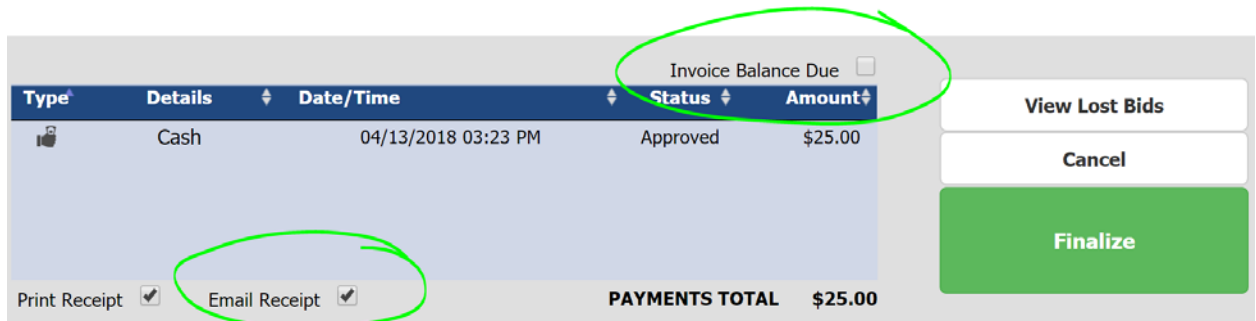 Invoice Balance Due
Type Details Date/Time Status Amount
Cash 04/13/2018 03:23 PM Approved $25.00
View Lost Bids
Cancel
Finalize
Print Receipt Email Receipt PAYMENTS TOTAL $25.00